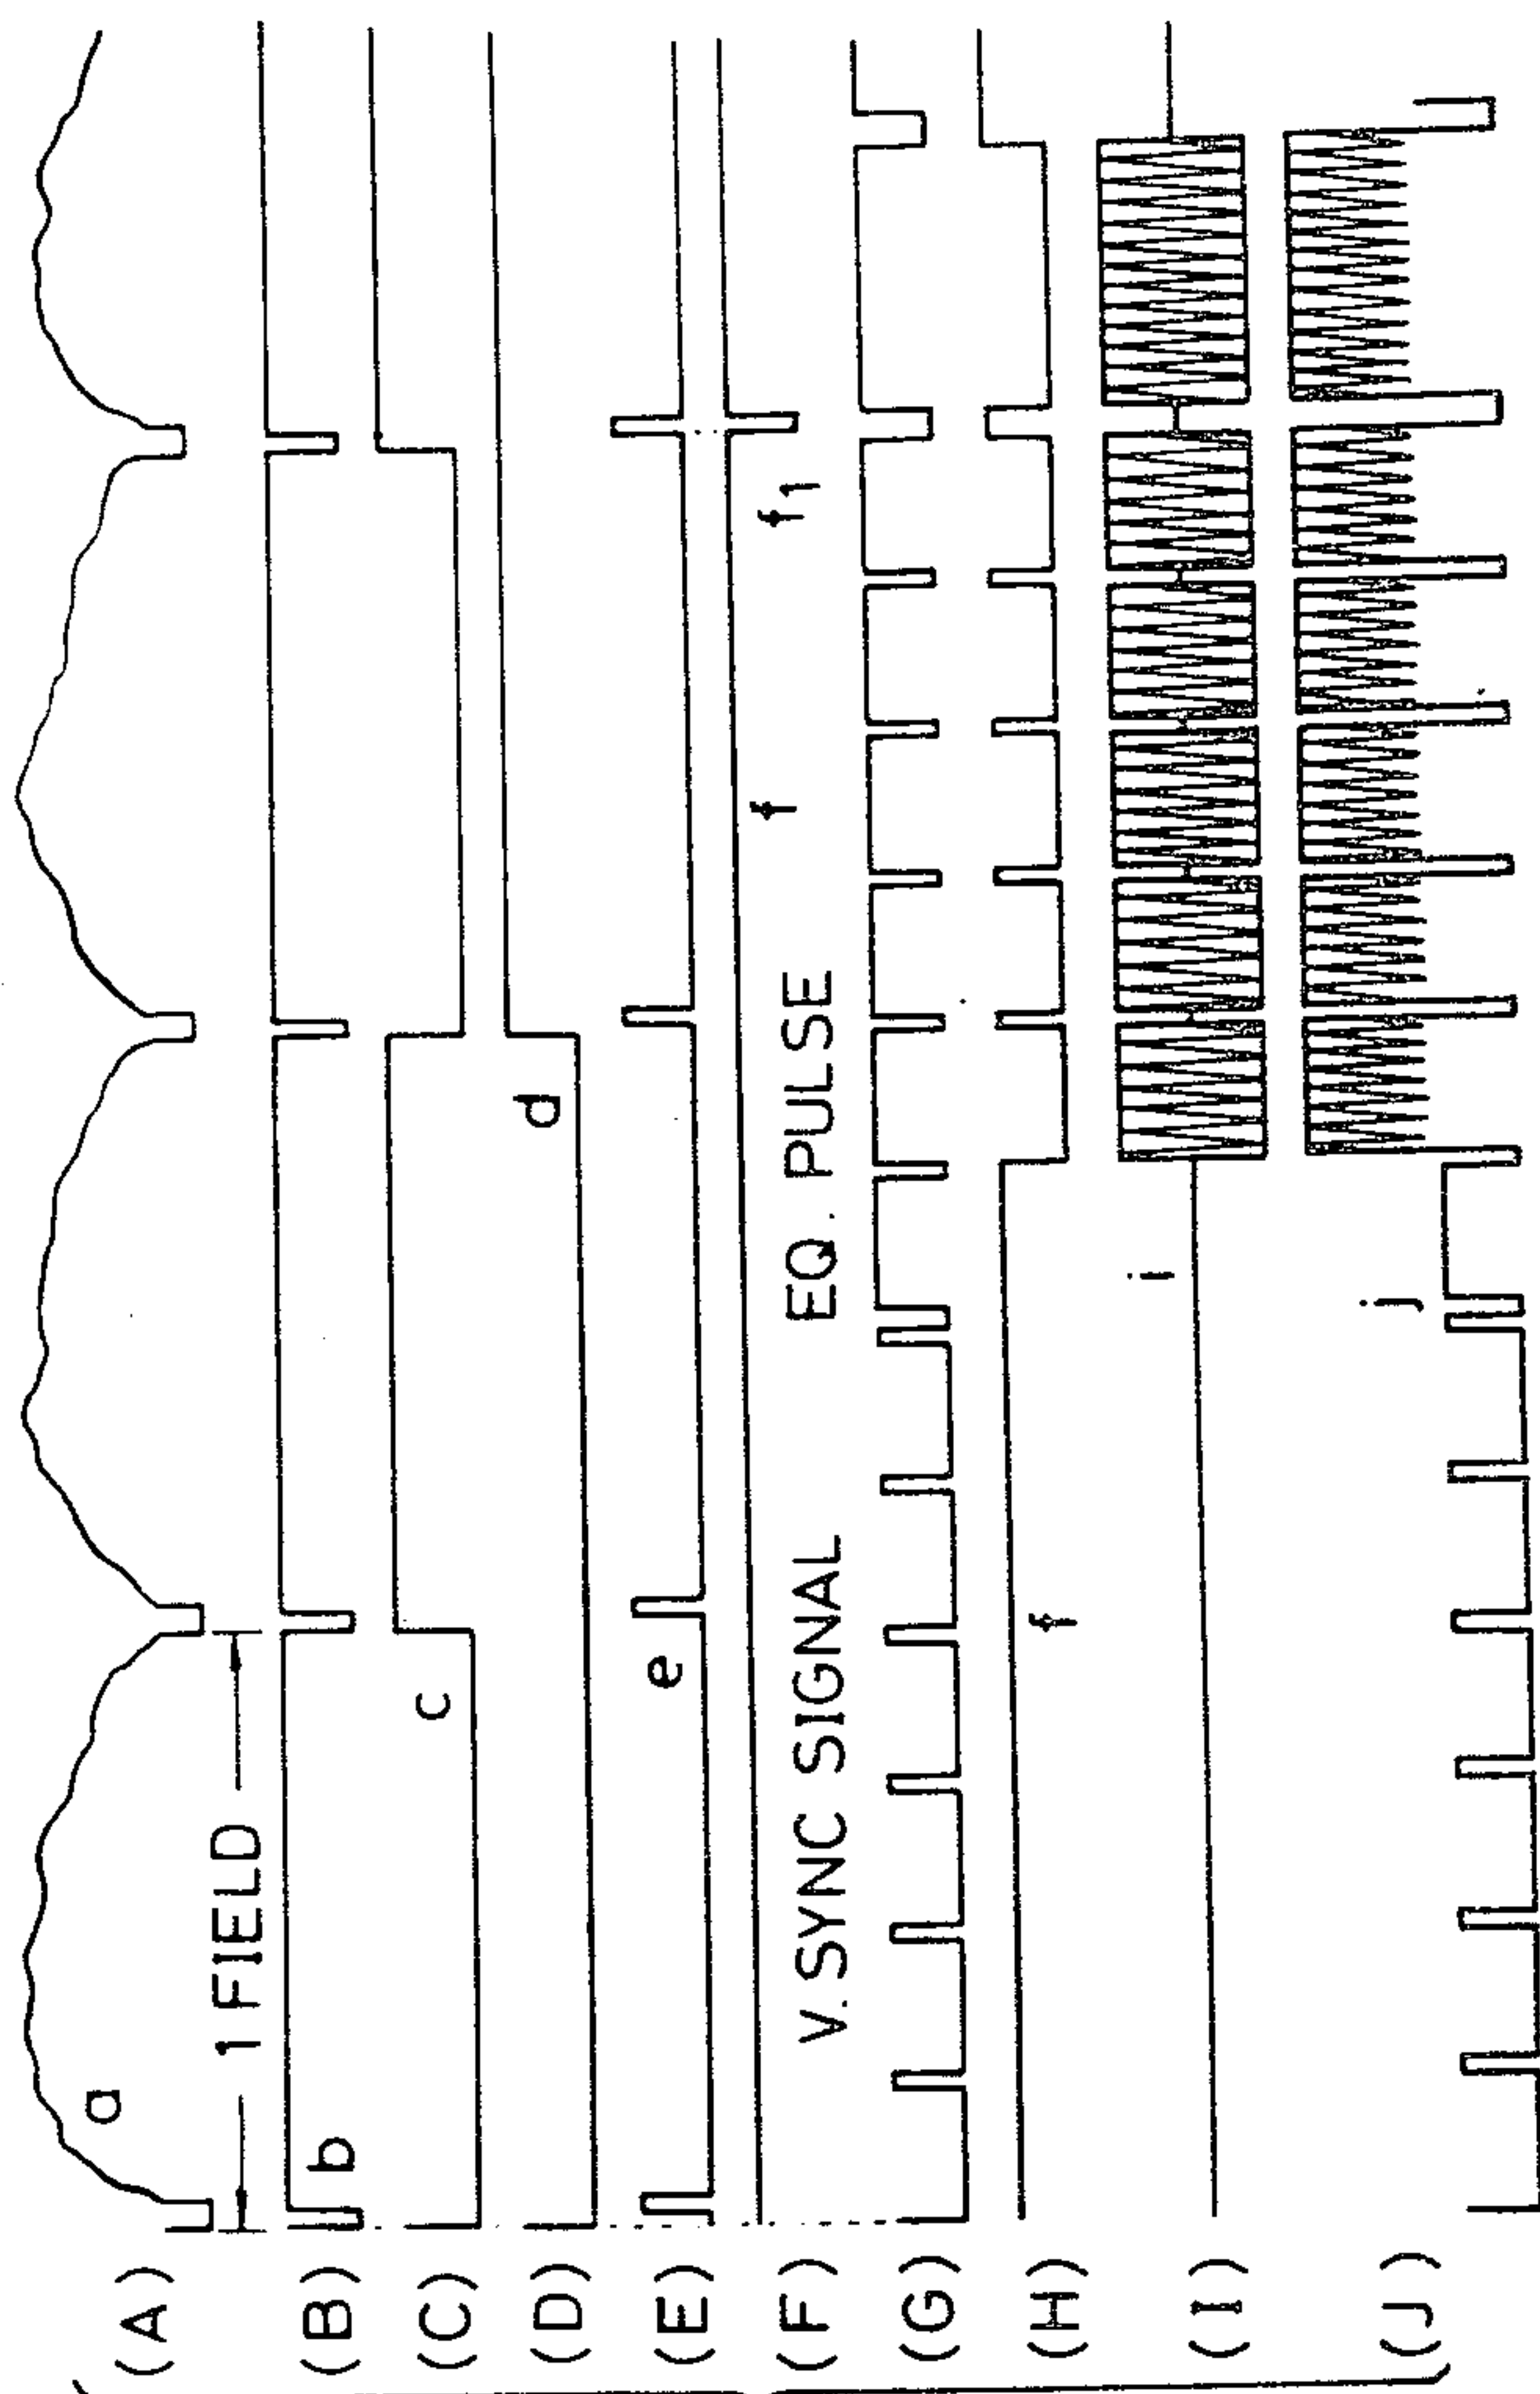 (A) a
1 FIELD
(B) b
(C) c
(D) d
(E) e
(F) f f1
V. SYNC SIGNAL EQ. PULSE
(G)
(H) f
(I) i
(J) j